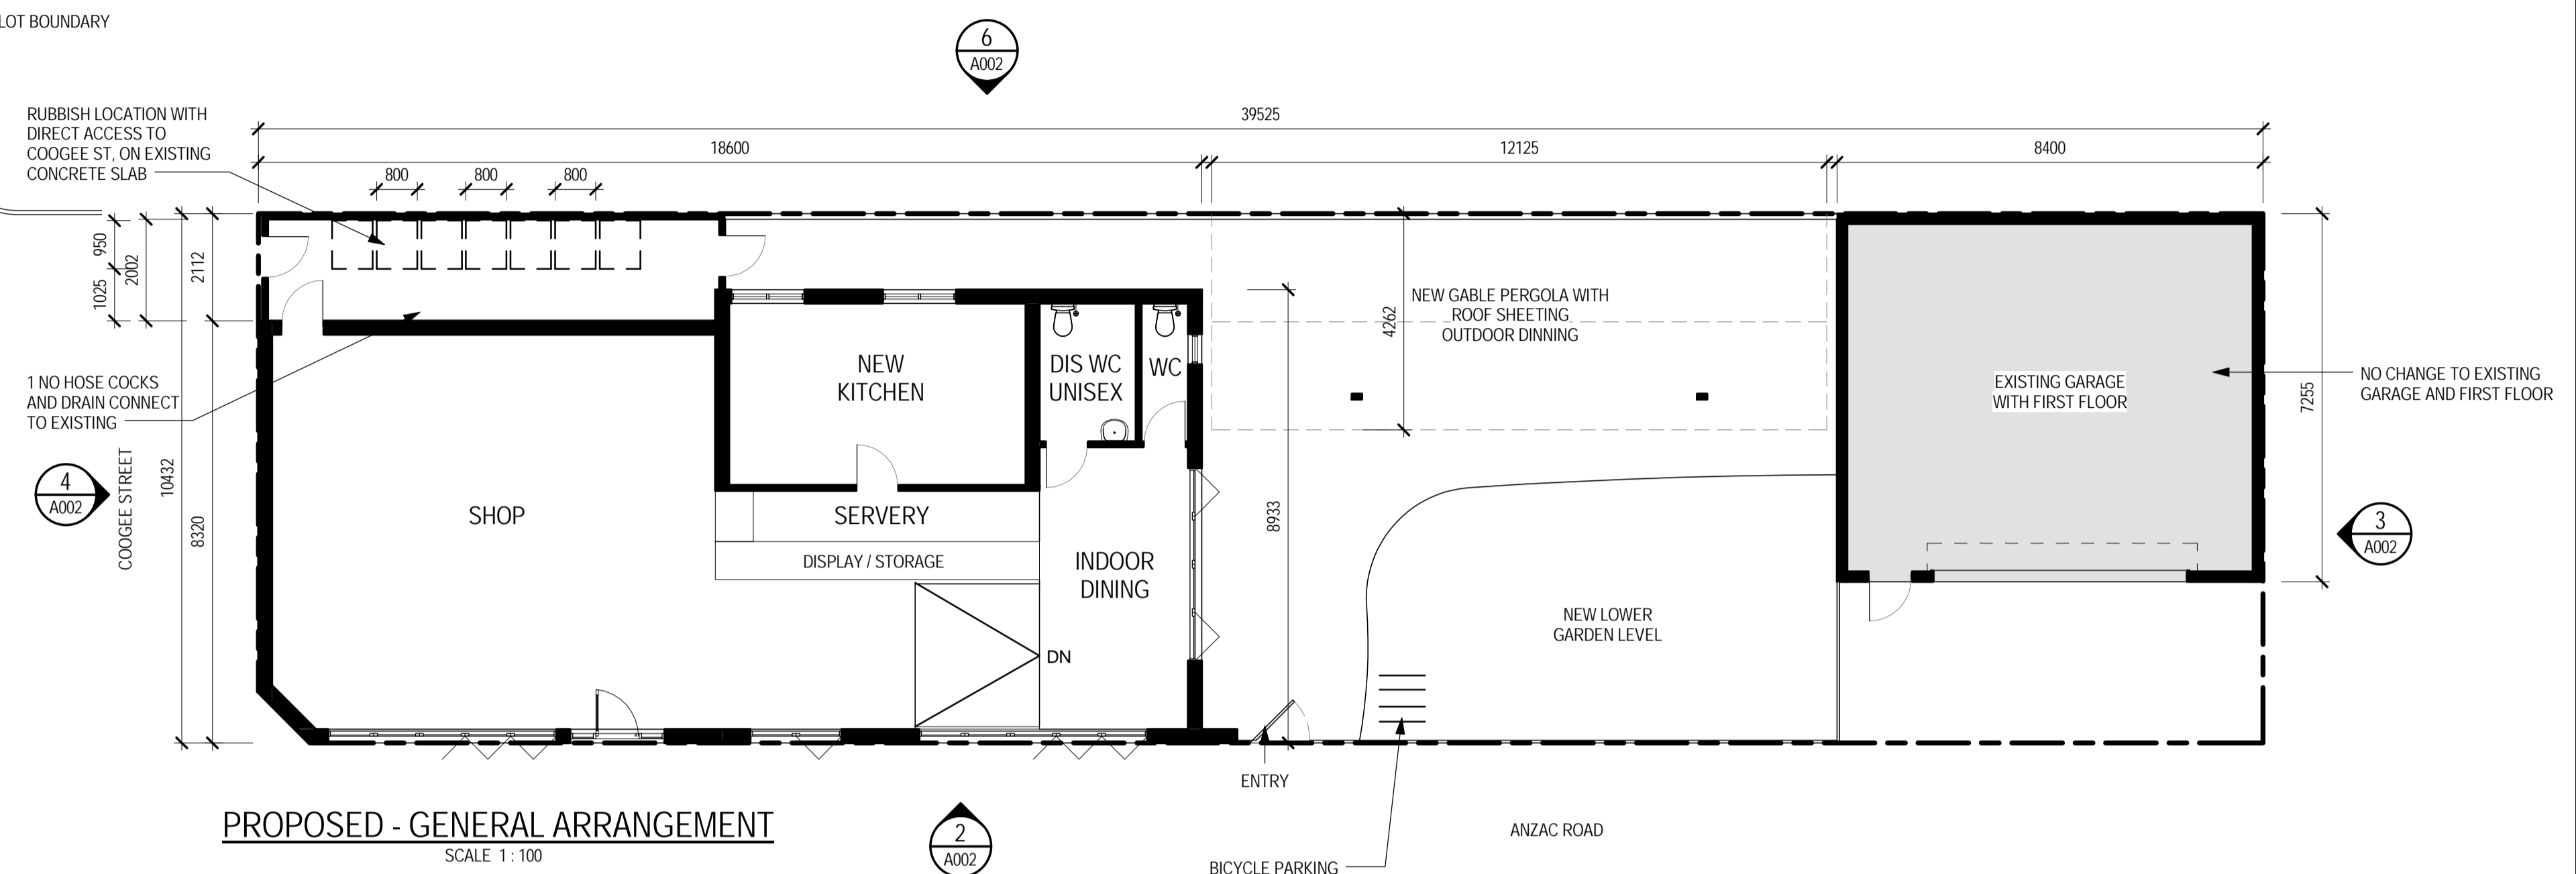 LOT BOUNDARY
6
A002
RUBBISH LOCATION WITH
DIRECT ACCESS TO
COOGEE ST, ON EXISTING
CONCRETE SLAB
39525
18600
12125
8400
800
800
800
950
1025
2002
2112
10432
8320
1 NO HOSE COCKS
AND DRAIN CONNECT
TO EXISTING
4
A002
COOGEE STREET
SHOP
NEW
KITCHEN
DIS WC
UNISEX
WC
SERVERY
DISPLAY / STORAGE
INDOOR
DINING
DN
8933
4262
NEW GABLE PERGOLA WITH
ROOF SHEETING
OUTDOOR DINNING
NEW LOWER
GARDEN LEVEL
EXISTING GARAGE
WITH FIRST FLOOR
7255
NO CHANGE TO EXISTING
GARAGE AND FIRST FLOOR
3
A002
ENTRY
BICYCLE PARKING
ANZAC ROAD
2
A002
PROPOSED - GENERAL ARRANGEMENT
SCALE 1 : 100